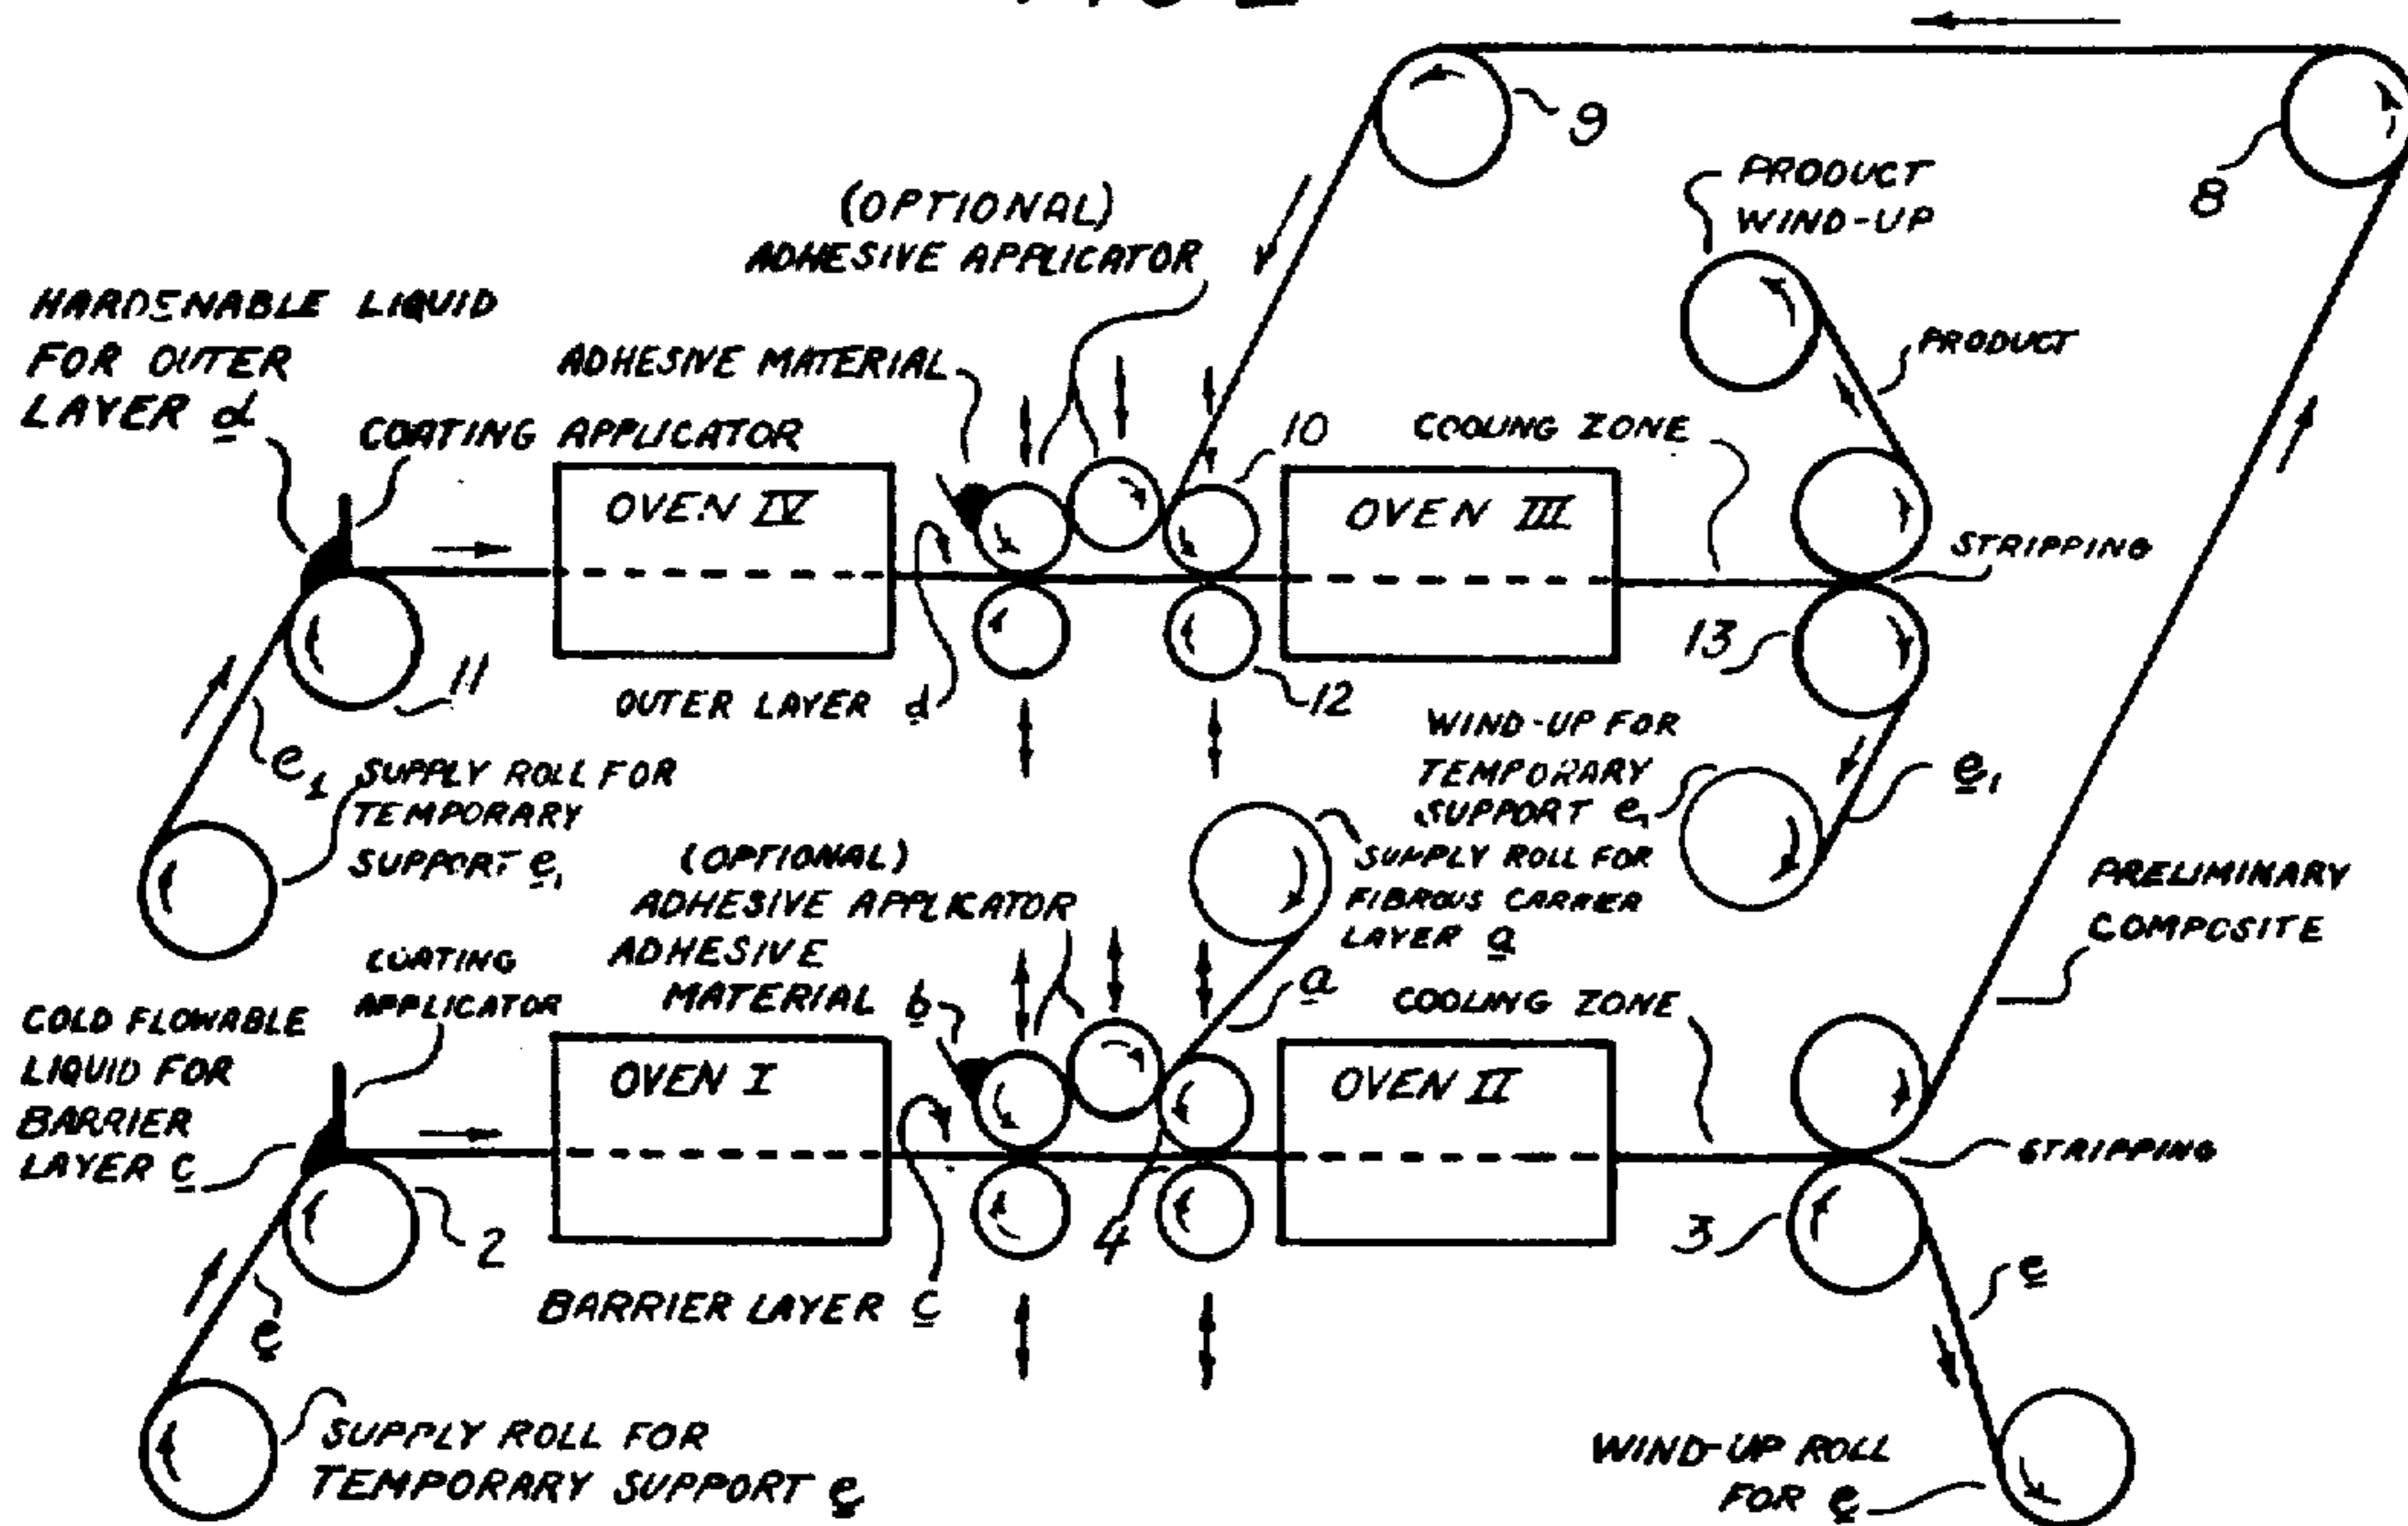 9
8
PRODUCT
WIND-UP
(OPTIONAL)
ADHESIVE APPLICATOR
HARDENABLE LIQUID
FOR OUTER
LAYER d
PRODUCT
ADHESIVE MATERIAL
COATING APPLICATOR
10
COOLING ZONE
OVEN IV
OVEN III
STRIPPING
11
OUTER LAYER d
12
13
WIND-UP FOR
TEMPORARY
SUPPORT e1
e1
e1
SUPPLY ROLL FOR
TEMPORARY
SUPPORT e1
(OPTIONAL)
ADHESIVE APPLICATOR
ADHESIVE
MATERIAL b
SUPPLY ROLL FOR
FIBROUS CARRIER
LAYER a
a
PRELIMINARY
COMPOSITE
COATING
APPLICATOR
COLD FLOWABLE
LIQUID FOR
BARRIER
LAYER c
COOLING ZONE
OVEN I
OVEN II
STRIPPING
2
4
3
e
BARRIER LAYER c
e
SUPPLY ROLL FOR
TEMPORARY SUPPORT e
WIND-UP ROLL
FOR e